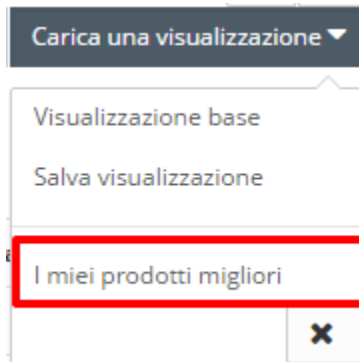 Carica una visualizzazione
Visualizzazione base
Salva visualizzazione
I miei prodotti migliori